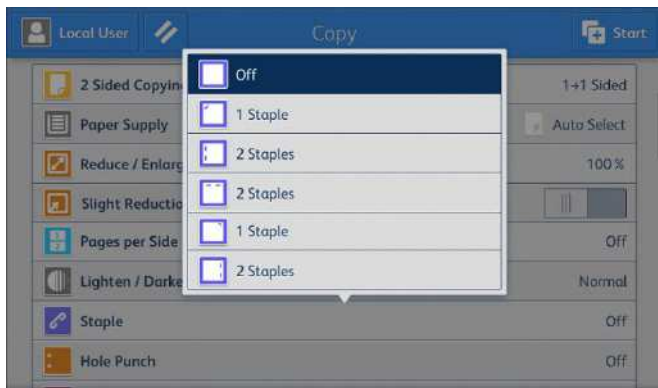 Local User
Copy
Start
Off
1 Staple
2 Staples
2 Staples
1 Staple
2 Staples
2 Sided Copyin
1→1 Sided
Paper Supply
Auto Select
Reduce / Enlarg
100%
Slight Reductio
Pages per Side
Off
Lighten / Darke
Normal
Staple
Off
Hole Punch
Off